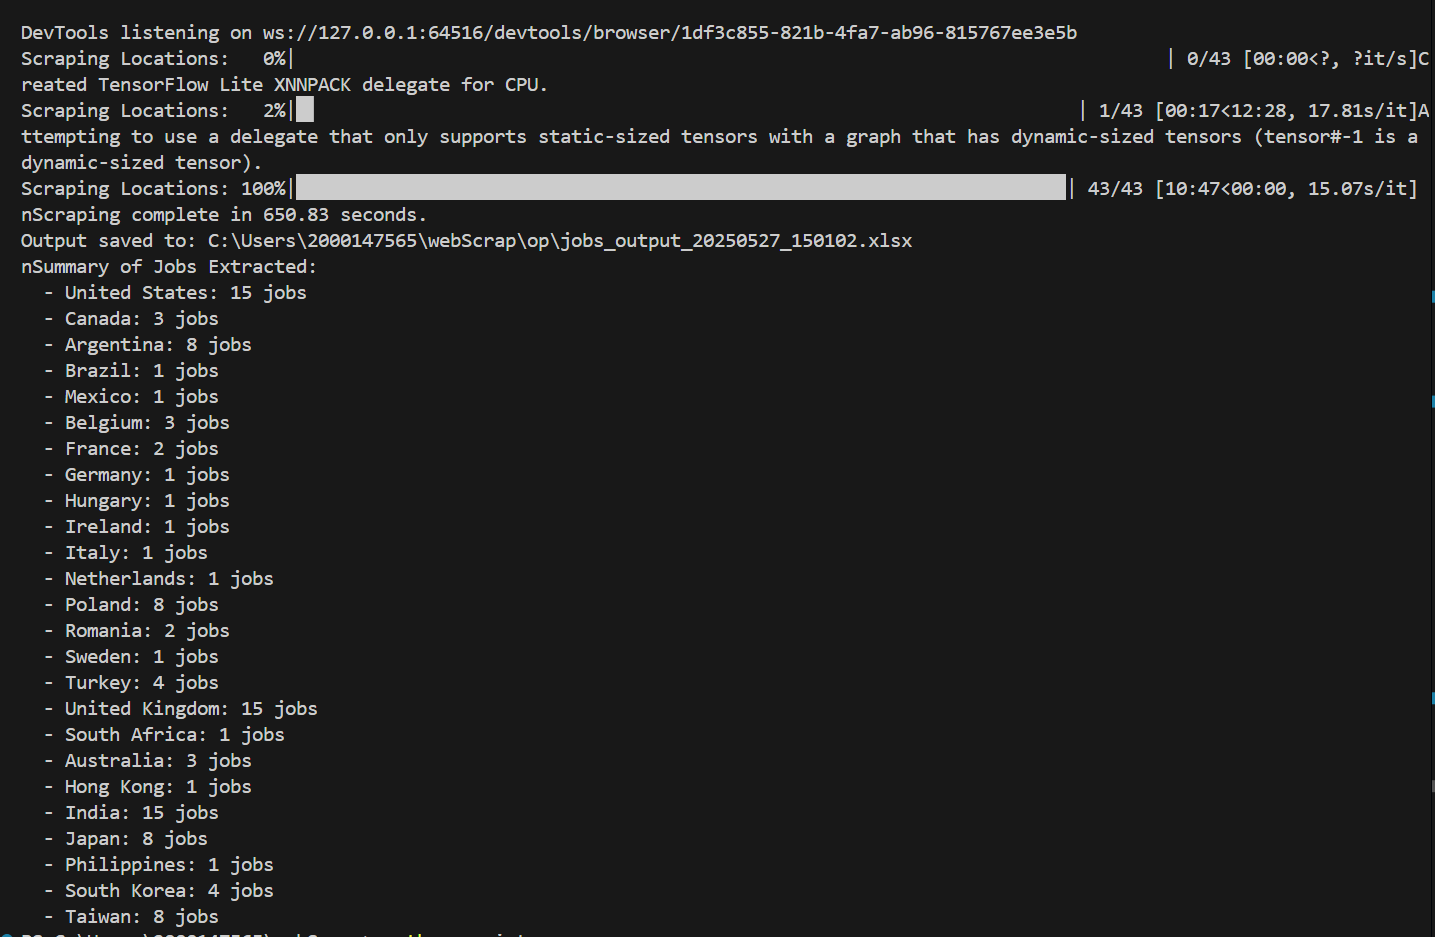 DevTools listening on ws://127.0.0.1:64516/devtools/browser/1df3c855-821b-4fa7-ab96-815767ee3e5b
Scraping Locations:   0%|                                                                                | 0/43 [00:00<?, ?it/s]C
reated TensorFlow Lite XNNPACK delegate for CPU.
Scraping Locations:   2%|█                                                                      | 1/43 [00:17<12:28, 17.81s/it]A
ttempting to use a delegate that only supports static-sized tensors with a graph that has dynamic-sized tensors (tensor#-1 is a
dynamic-sized tensor).
Scraping Locations: 100%|██████████████████████████████████████████████████████████████████████| 43/43 [10:47<00:00, 15.07s/it]
nScraping complete in 650.83 seconds.
Output saved to: C:\Users\2000147565\webScrap\op\jobs_output_20250527_150102.xlsx
nSummary of Jobs Extracted:
  - United States: 15 jobs
  - Canada: 3 jobs
  - Argentina: 8 jobs
  - Brazil: 1 jobs
  - Mexico: 1 jobs
  - Belgium: 3 jobs
  - France: 2 jobs
  - Germany: 1 jobs
  - Hungary: 1 jobs
  - Ireland: 1 jobs
  - Italy: 1 jobs
  - Netherlands: 1 jobs
  - Poland: 8 jobs
  - Romania: 2 jobs
  - Sweden: 1 jobs
  - Turkey: 4 jobs
  - United Kingdom: 15 jobs
  - South Africa: 1 jobs
  - Australia: 3 jobs
  - Hong Kong: 1 jobs
  - India: 15 jobs
  - Japan: 8 jobs
  - Philippines: 1 jobs
  - South Korea: 4 jobs
  - Taiwan: 8 jobs